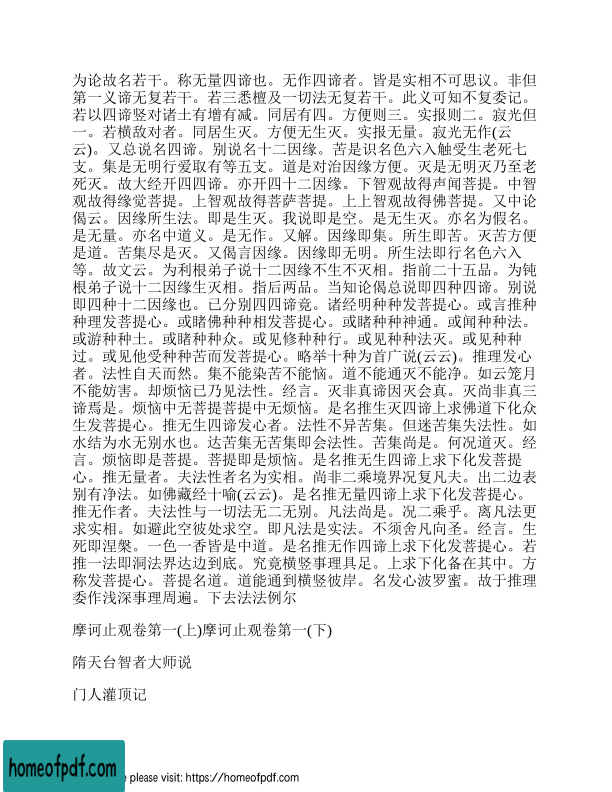 为论故名若干。称无量四谛也。无作四谛者。皆是实相不可思议。非但
第一义谛无复若干。若三悉檀及一切法无复若干。此义可知不复委记。
若以四谛竖对诸土有增有减。同居有四。方便则三。实报则二。寂光但
一。若横敌对者。同居生灭。方便无生灭。实报无量。寂光无作(云
云)。又总说名四谛。别说名十二因缘。苦是识名色六入触受生老死七
支。集是无明行爱取有等五支。道是对治因缘方便。灭是无明灭乃至老
死灭。故大经开四四谛。亦开四十二因缘。下智观故得声闻菩提。中智
观故得缘觉菩提。上智观故得菩萨菩提。上上智观故得佛菩提。又中论
偈云。因缘所生法。即是生灭。我说即是空。是无生灭。亦名为假名。
是无量。亦名中道义。是无作。又解。因缘即集。所生即苦。灭苦方便
是道。苦集尽是灭。又偈言因缘。因缘即无明。所生法即行名色六入
等。故文云。为利根弟子说十二因缘不生不灭相。指前二十五品。为钝
根弟子说十二因缘生灭相。指后两品。当知论偈总说即四种四谛。别说
即四种十二因缘也。已分别四四谛竟。诸经明种种发菩提心。或言推种
种理发菩提心。或睹佛种种相发菩提心。或睹种种神通。或闻种种法。
或游种种土。或睹种种众。或见修种种行。或见种种法灭。或见种种
过。或见他受种种苦而发菩提心。略举十种为首广说(云云)。推理发心
者。法性自天而然。集不能染苦不能恼。道不能通灭不能净。如云笼月
不能妨害。却烦恼已乃见法性。经言。灭非真谛因灭会真。灭尚非真三
谛焉是。烦恼中无菩提菩提中无烦恼。是名推生灭四谛上求佛道下化众
生发菩提心。推无生四谛发心者。法性不异苦集。但迷苦集失法性。如
水结为冰无别水也。达苦集无苦集即会法性。苦集尚是。何况道灭。经
言。烦恼即是菩提。菩提即是烦恼。是名推无生四谛上求下化发菩提
心。推无量者。夫法性者名为实相。尚非二乘境界况复凡夫。出二边表
别有净法。如佛藏经十喻(云云)。是名推无量四谛上求下化发菩提心。
推无作者。夫法性与一切法无二无别。凡法尚是。况二乘乎。离凡法更
求实相。如避此空彼处求空。即凡法是实法。不须舍凡向圣。经言。生
死即涅槃。一色一香皆是中道。是名推无作四谛上求下化发菩提心。若
推一法即洞法界达边到底。究竟横竖事理具足。上求下化备在其中。方
称发菩提心。菩提名道。道能通到横竖彼岸。名发心波罗蜜。故于推理
委作浅深事理周遍。下去法法例尔
摩诃止观卷第一(上)摩诃止观卷第一(下)
隋天台智者大师说
门人灌顶记
homeofpdf.com
e please visit: https://homeofpdf.com